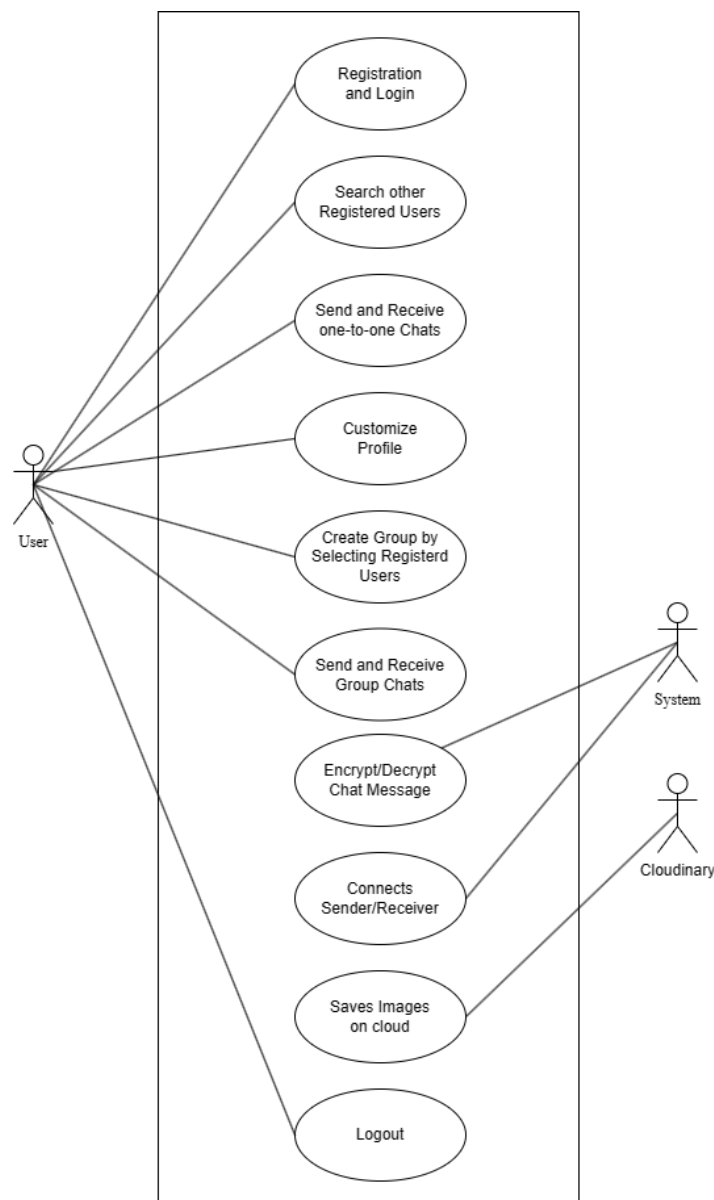 Registration
and Login
Search other
Registered Users
Send and Receive
one-to-one Chats
Customize
Profile
User
Create Group by
Selecting Registerd
Users
Send and Receive
Group Chats
System
Encrypt/Decrypt
Chat Message
Cloudinary
Connects
Sender/Receiver
Saves Images
on cloud
Logout